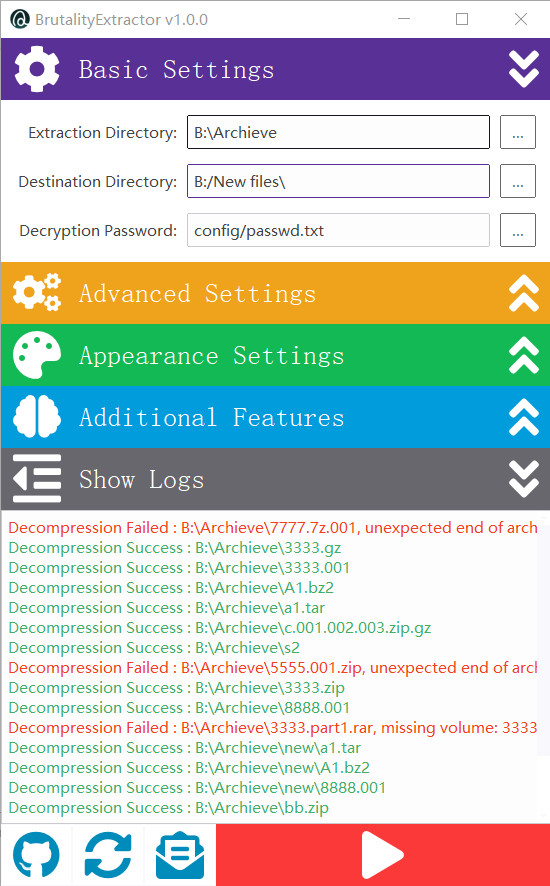 BrutalityExtractor v1.0.0
Basic Settings
Extraction Directory: B:\Archieve ...
Destination Directory: B:/New files\ ...
Decryption Password: config/passwd.txt ...
Advanced Settings
Appearance Settings
Additional Features
Show Logs
Decompression Failed : B:\Archieve\7777.7z.001, unexpected end of arch
Decompression Success : B:\Archieve\3333.gz
Decompression Success : B:\Archieve\3333.001
Decompression Success : B:\Archieve\A1.bz2
Decompression Success : B:\Archieve\a1.tar
Decompression Success : B:\Archieve\c.001.002.003.zip.gz
Decompression Success : B:\Archieve\s2
Decompression Failed : B:\Archieve\5555.001.zip, unexpected end of arch
Decompression Success : B:\Archieve\3333.zip
Decompression Success : B:\Archieve\8888.001
Decompression Failed : B:\Archieve\3333.part1.rar, missing volume: 3333
Decompression Success : B:\Archieve\new\a1.tar
Decompression Success : B:\Archieve\new\A1.bz2
Decompression Success : B:\Archieve\new\8888.001
Decompression Success : B:\Archieve\bb.zip